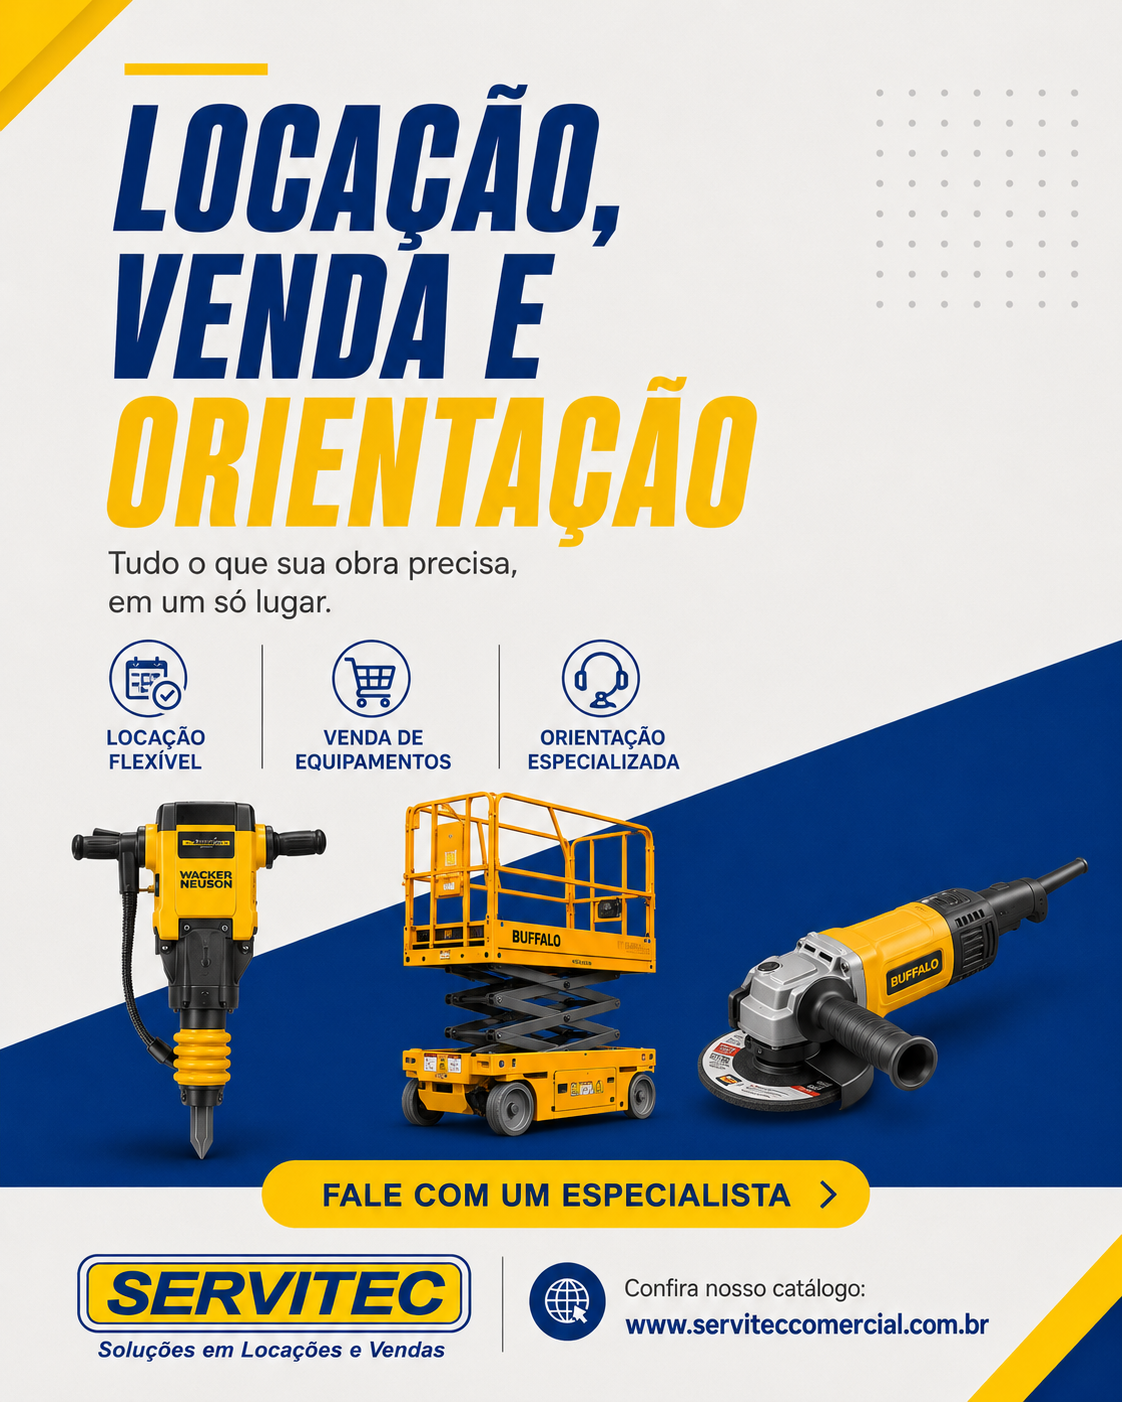 LOCAÇÃO,
VENDA E
ORIENTAÇÃO
Tudo o que sua obra precisa,
em um só lugar.
LOCAÇÃO
FLEXÍVEL
VENDA DE
EQUIPAMENTOS
ORIENTAÇÃO
ESPECIALIZADA
WACKER
NEUSON
BUFFALO
BUFFALO
FALE COM UM ESPECIALISTA
SERVITEC
Soluções em Locações e Vendas
Confira nosso catálogo:
www.serviteccomercial.com.br